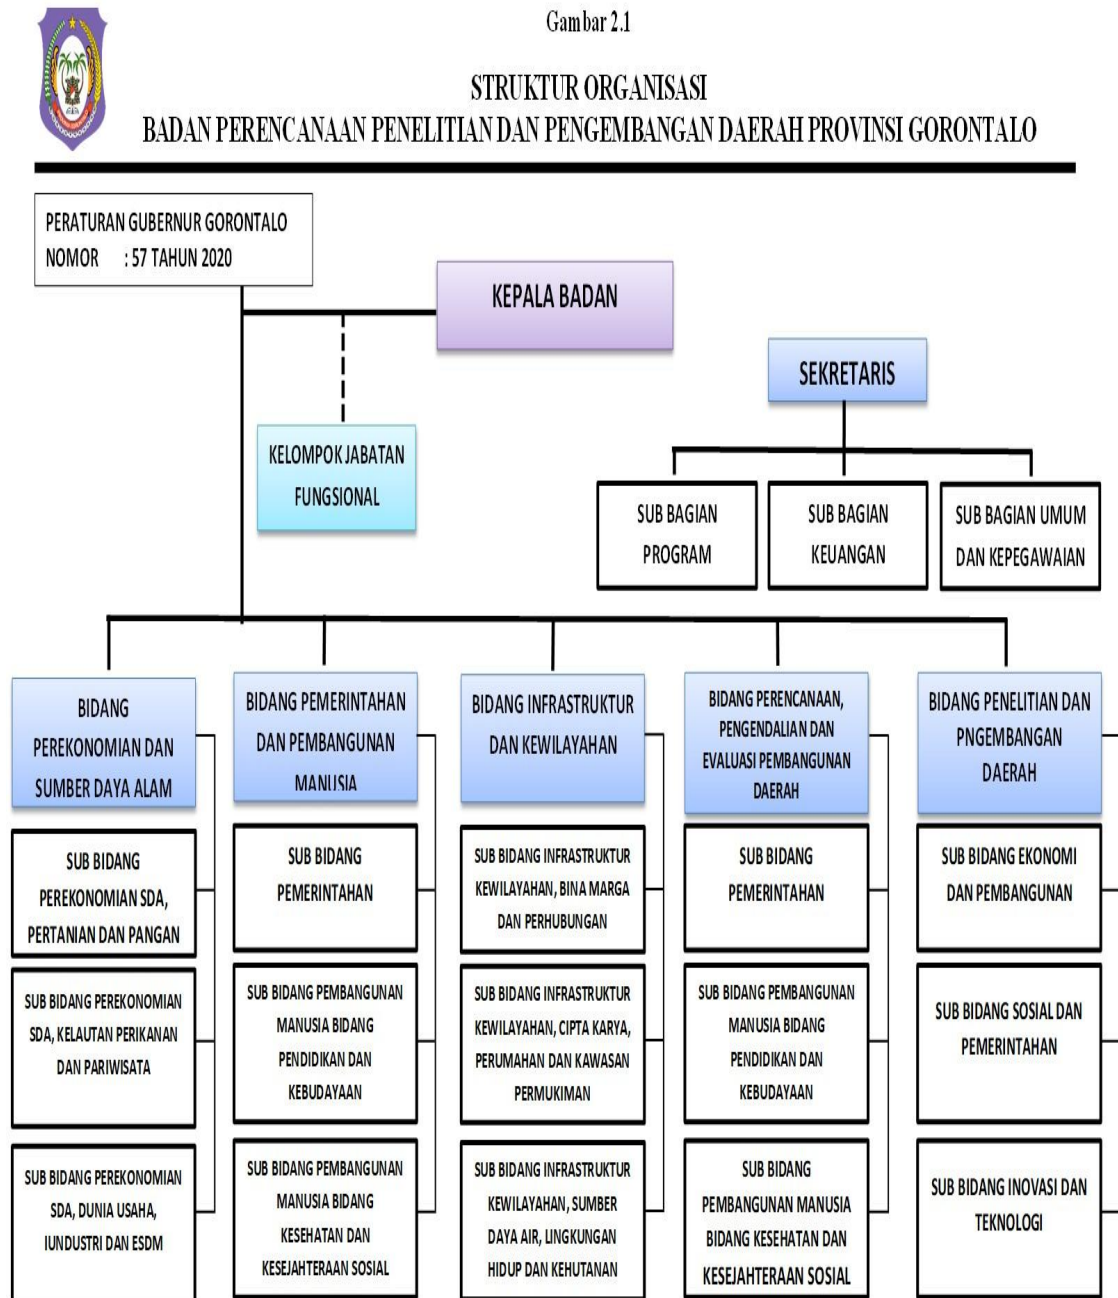 Gambar 2.1
STRUKTUR ORGANISASI
BADAN PERENCANAAN PENELITIAN DAN PENGEMBANGAN DAERAH PROVINSI GORONTALO
PERATURAN GUBERNUR GORONTALO
NOMOR : 57 TAHUN 2020
KEPALA BADAN
SEKRETARIS
KELOMPOK JABATAN
FUNGSIONAL
SUB BAGIAN
PROGRAM
SUB BAGIAN
KEUANGAN
SUB BAGIAN UMUM
DAN KEPEGAWAIAN
BIDANG
PEREKONOMIAN DAN
SUMBER DAYA ALAM
BIDANG PEMERINTAHAN
DAN PEMBANGUNAN
MANUSIA
BIDANG INFRASTRUKTUR
DAN KEWILAYAHAN
BIDANG PERENCANAAN,
PENGENDALIAN DAN
EVALUASI PEMBANGUNAN
DAERAH
BIDANG PENELITIAN DAN
PNGEMBANGAN
DAERAH
SUB BIDANG
PEREKONOMIAN SDA,
PERTANIAN DAN PANGAN
SUB BIDANG
PEMERINTAHAN
SUB BIDANG INFRASTRUKTUR
KEWILAYAHAN, BINA MARGA
DAN PERHUBUNGAN
SUB BIDANG
PEMERINTAHAN
SUB BIDANG EKONOMI
DAN PEMBANGUNAN
SUB BIDANG PEREKONOMIAN
SDA, KELAUTAN PERIKANAN
DAN PARIWISATA
SUB BIDANG PEMBANGUNAN
MANUSIA BIDANG
PENDIDIKAN DAN
KEBUDAYAAN
SUB BIDANG INFRASTRUKTUR
KEWILAYAHAN, CIPTA KARYA,
PERUMAHAN DAN KAWASAN
PERMUKIMAN
SUB BIDANG PEMBANGUNAN
MANUSIA BIDANG
PENDIDIKAN DAN
KEBUDAYAAN
SUB BIDANG SOSIAL DAN
PEMERINTAHAN
SUB BIDANG PEREKONOMIAN
SDA, DUNIA USAHA,
IUNDUSTRI DAN ESDM
SUB BIDANG PEMBANGUNAN
MANUSIA BIDANG
KESEHATAN DAN
KESEJAHTERAAN SOSIAL
SUB BIDANG INFRASTRUKTUR
KEWILAYAHAN, SUMBER
DAYA AIR, LINGKUNGAN
HIDUP DAN KEHUTANAN
SUB BIDANG
PEMBANGUNAN MANUSIA
BIDANG KESEHATAN DAN
KESEJAHTERAAN SOSIAL
SUB BIDANG INOVASI DAN
TEKNOLOGI